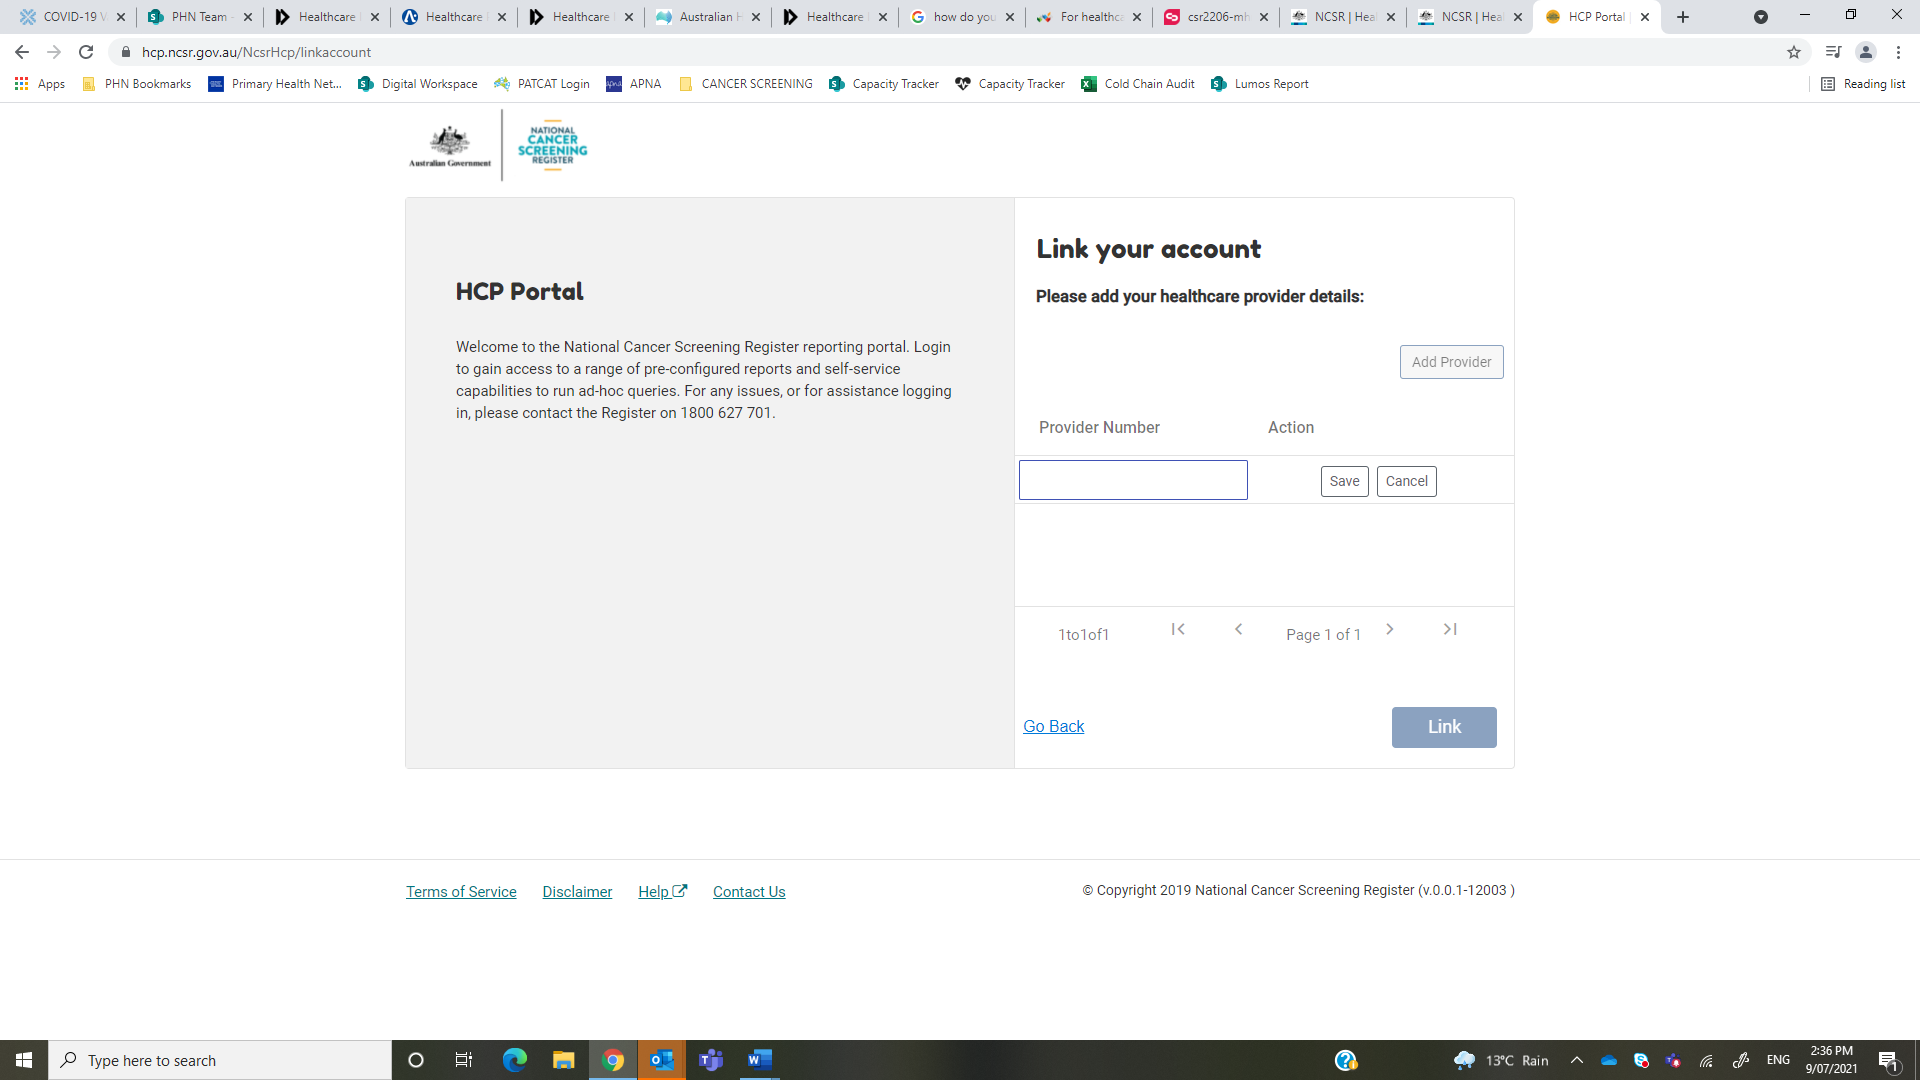 COVID-19 V
PHN Team -
Healthcare
Healthcare
Healthcare
Australian H
Healthcare
how do you
For healthca
csr2206-mh
NCSR | Heal
NCSR | Heal
HCP Portal
hcp.ncsr.gov.au/NcsrHcp/linkaccount
Apps
PHN Bookmarks
Primary Health Net...
Digital Workspace
PATCAT Login
apna
APNA
CANCER SCREENING
Capacity Tracker
Capacity Tracker
Cold Chain Audit
Lumos Report
Reading list
Australian Government
NATIONAL
CANCER
SCREENING
REGISTER
HCP Portal
Welcome to the National Cancer Screening Register reporting portal. Login
to gain access to a range of pre-configured reports and self-service
capabilities to run ad-hoc queries. For any issues, or for assistance logging
in, please contact the Register on 1800 627 701.
Link your account
Please add your healthcare provider details:
Add Provider
Provider Number Action
Save Cancel
1to1of1 Page 1 of 1
Go Back Link
Terms of Service Disclaimer Help Contact Us
© Copyright 2019 National Cancer Screening Register (v.0.0.1-12003 )
Type here to search
13°C Rain
ENG
2:36 PM
9/07/2021
1